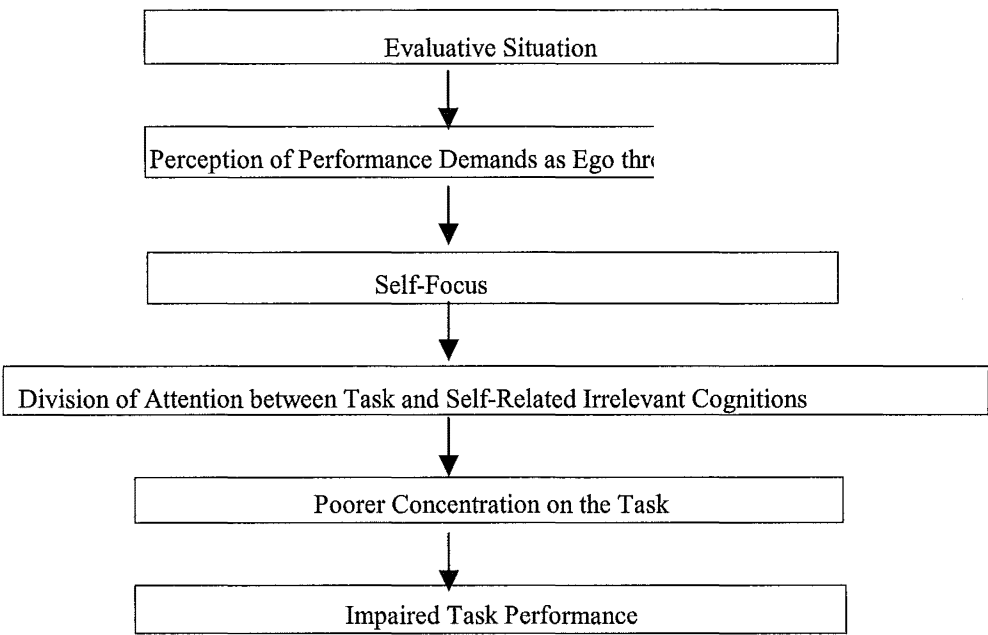 Evaluative Situation
Perception of Performance Demands as Ego thre
Self-Focus
Division of Attention between Task and Self-Related Irrelevant Cognitions
Poorer Concentration on the Task
Impaired Task Performance